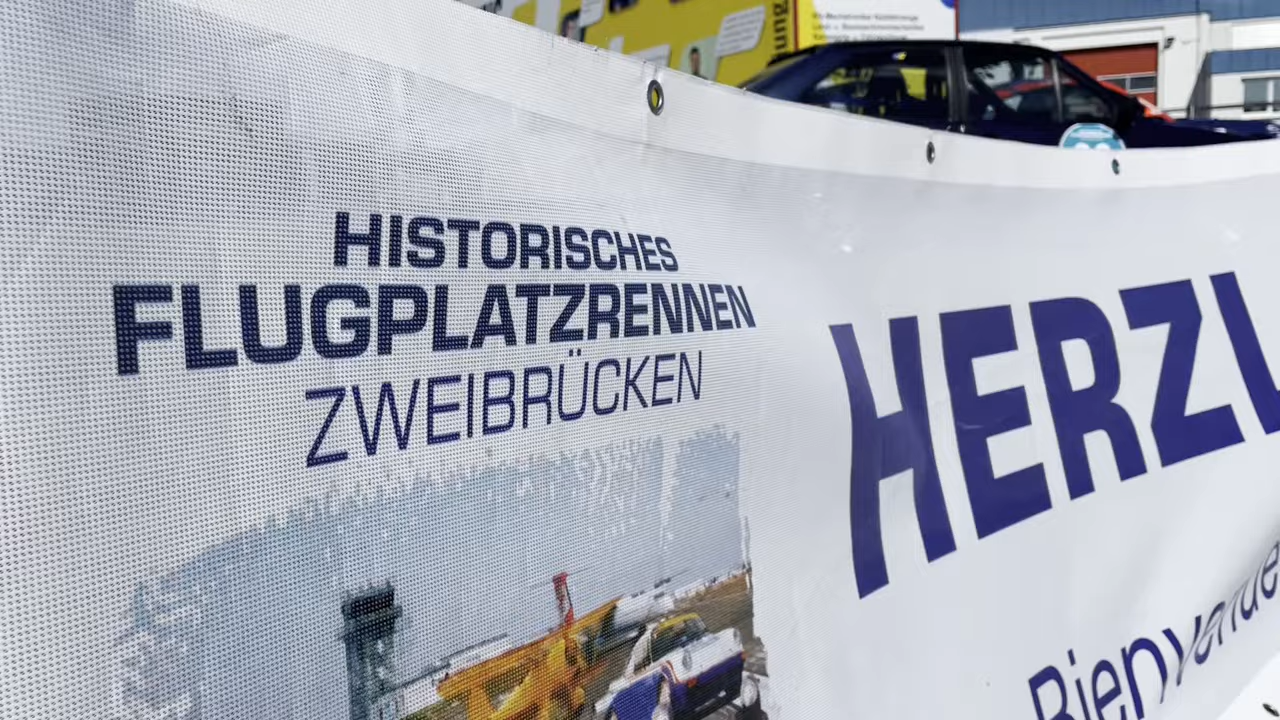 HISTORISCHES
FLUGPLATZRENNEN
ZWEIBRÜCKEN
HERZL
Bienvenue